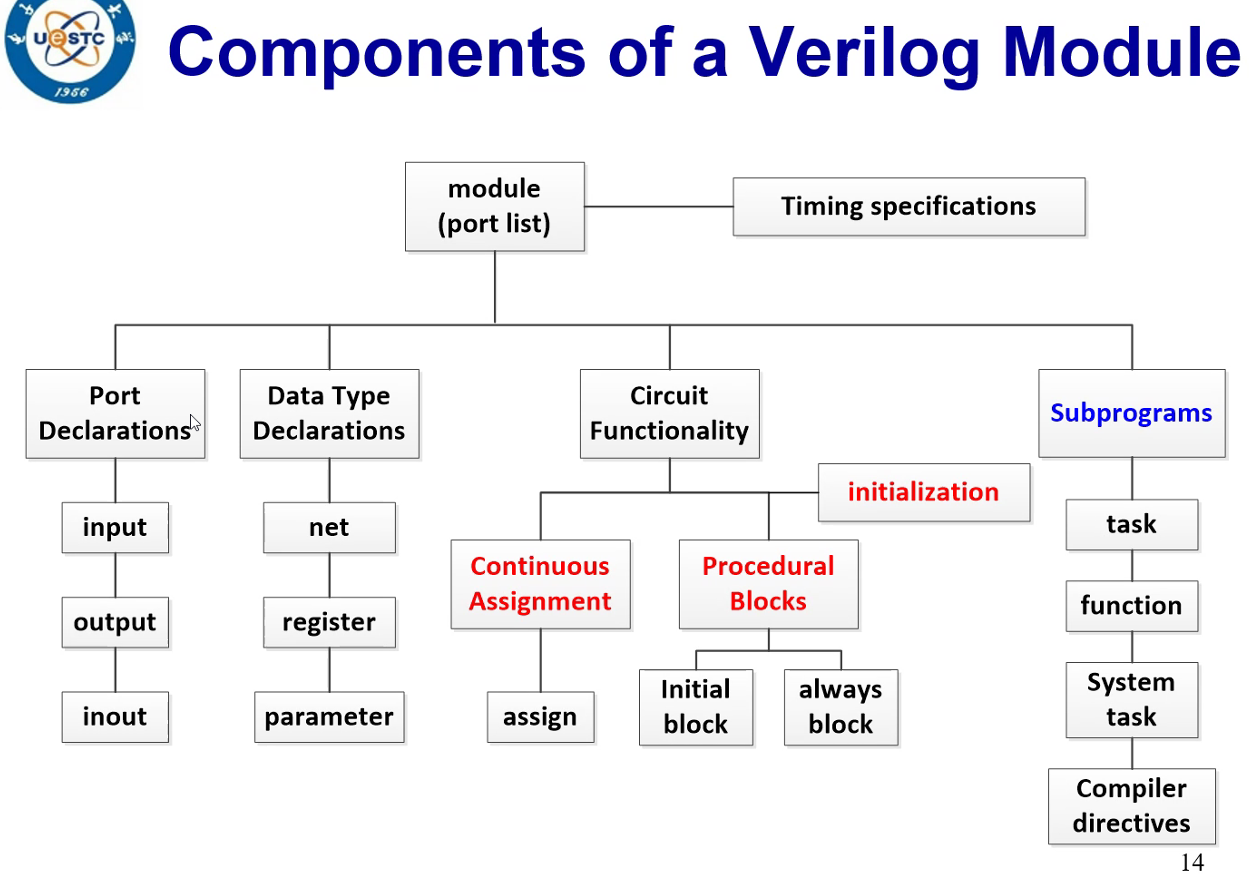 UESTC
1956
Components of a Verilog Module
module
(port list)
Timing specifications
Port
Declarations
Data Type
Declarations
Circuit
Functionality
Subprograms
input
output
inout
net
register
parameter
initialization
Continuous
Assignment
Procedural
Blocks
assign
Initial
block
always
block
task
function
System
task
Compiler
directives
14